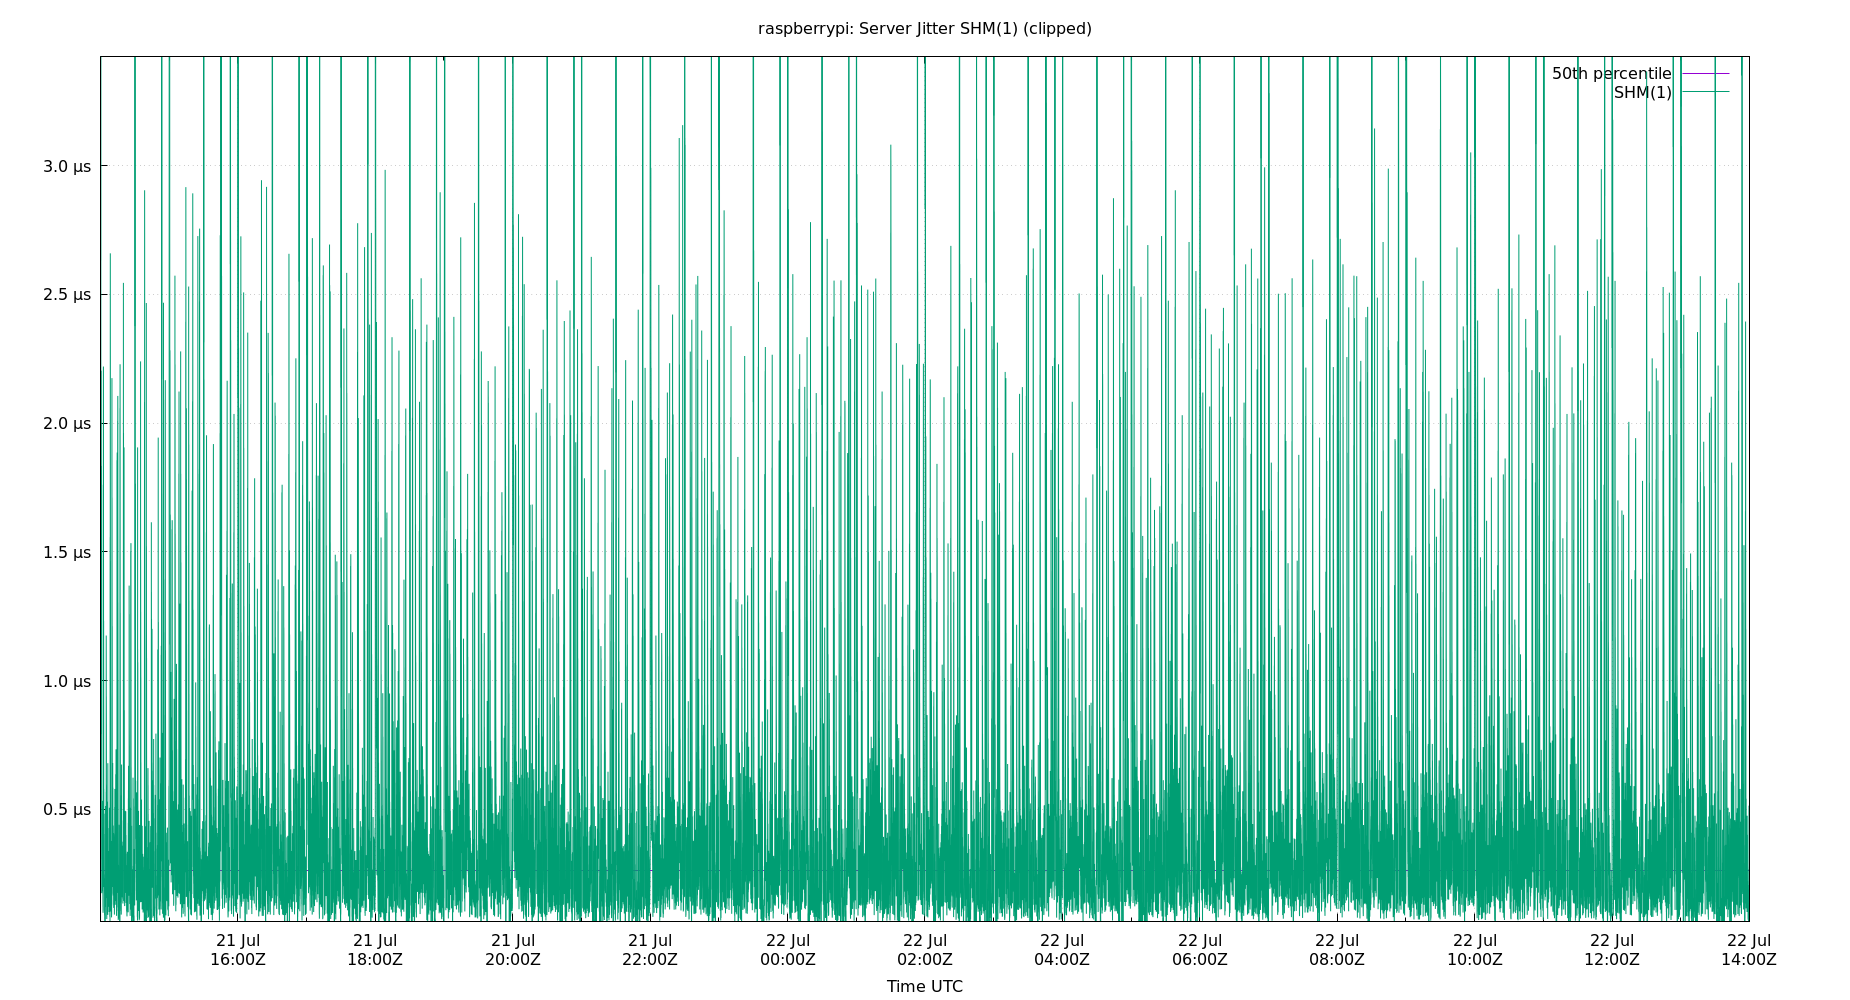 raspberrypi: Server Jitter SHM(1) (clipped)
50th percentile
SHM(1)
3.0 μs
2.5 μs
2.0 μs
1.5 μs
1.0 μs
0.5 μs
21 Jul 21 Jul 21 Jul 21 Jul 22 Jul 22 Jul 22 Jul 22 Jul 22 Jul 22 Jul 22 Jul 22 Jul
16:00Z 18:00Z 20:00Z 22:00Z 00:00Z 02:00Z 04:00Z 06:00Z 08:00Z 10:00Z 12:00Z 14:00Z
Time UTC